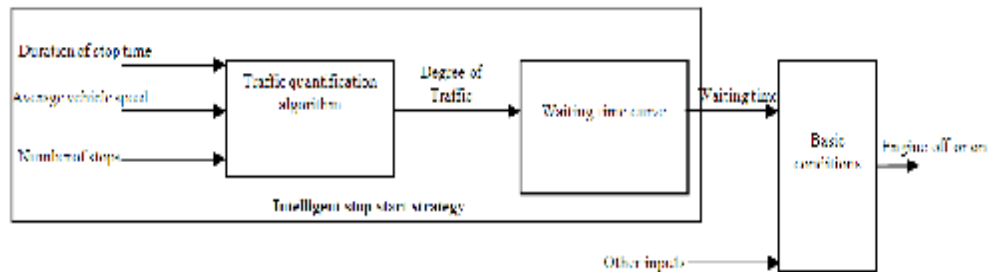 Duration of stop time
Average vehicle speed
Number of stops
Traffic quantification
algorithm
Degree of
Traffic
Waiting time curve
Waiting time
Basic
conditions
Engine off or on
Intelligent stop start strategy
Other inputs